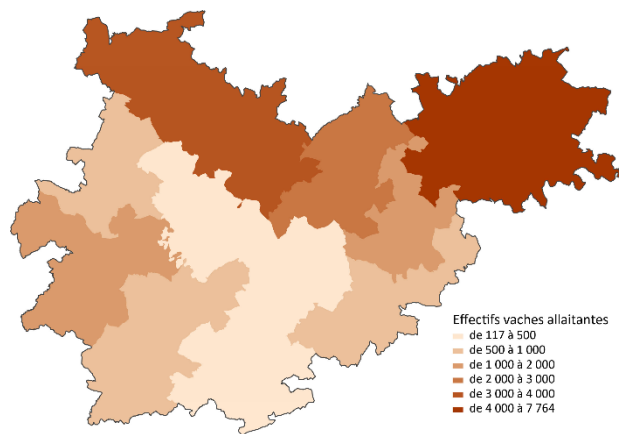 Effectifs vaches allaitantes
de 117 à 500
de 500 à 1 000
de 1 000 à 2 000
de 2 000 à 3 000
de 3 000 à 4 000
de 4 000 à 7 764